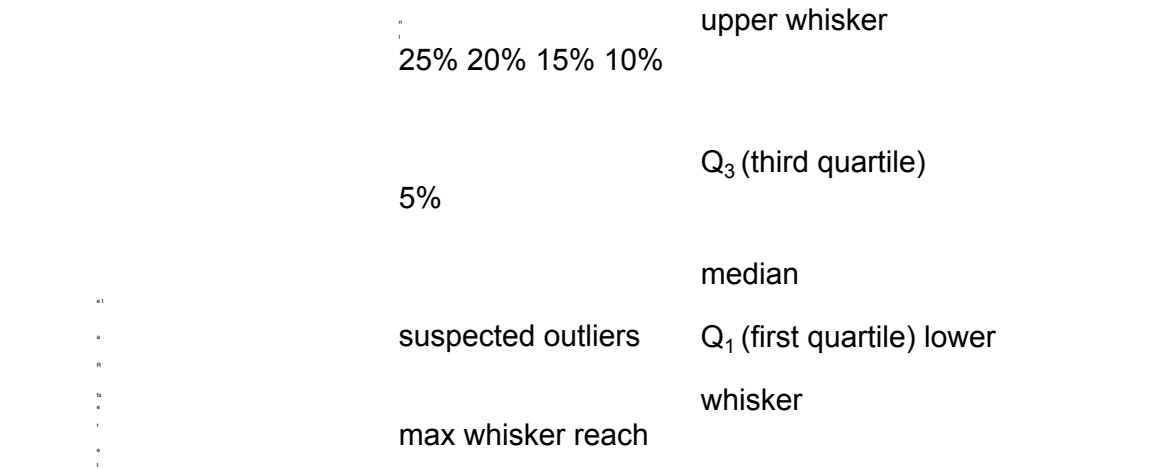 n
I
upper whisker
25% 20% 15% 10%
Q3 (third quartile)
5%
median
e t
a
suspected outliers
Q1 (first quartile) lower
R
whisker
e
r
max whisker reach
e
t